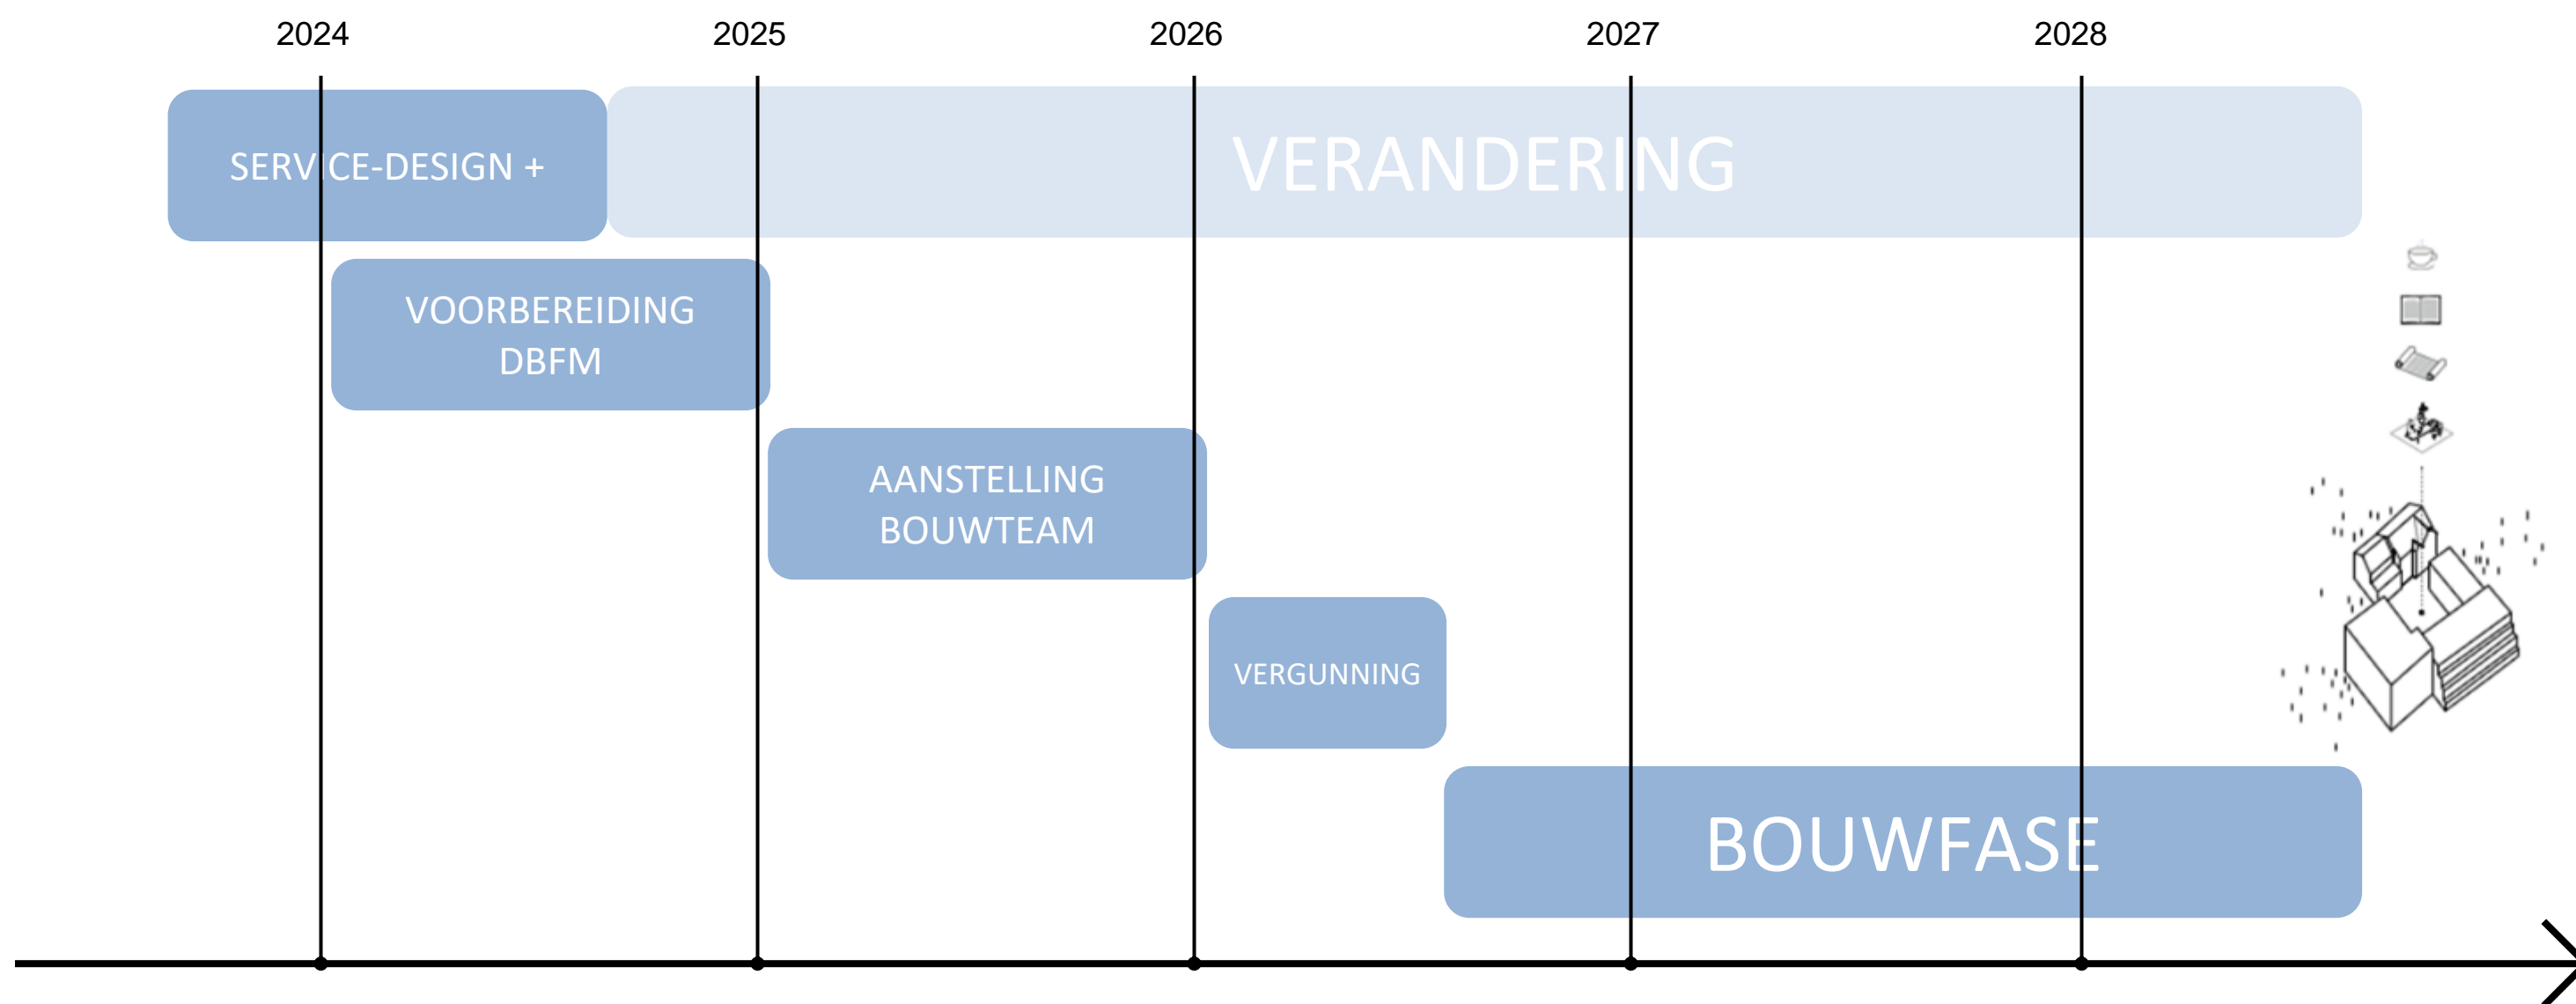 2024
2025
2026
2027
2028
SERVICE-DESIGN +
VERANDERING
VOORBEREIDING
DBFM
AANSTELLING
BOUWTEAM
VERGUNNING
BOUWFASE